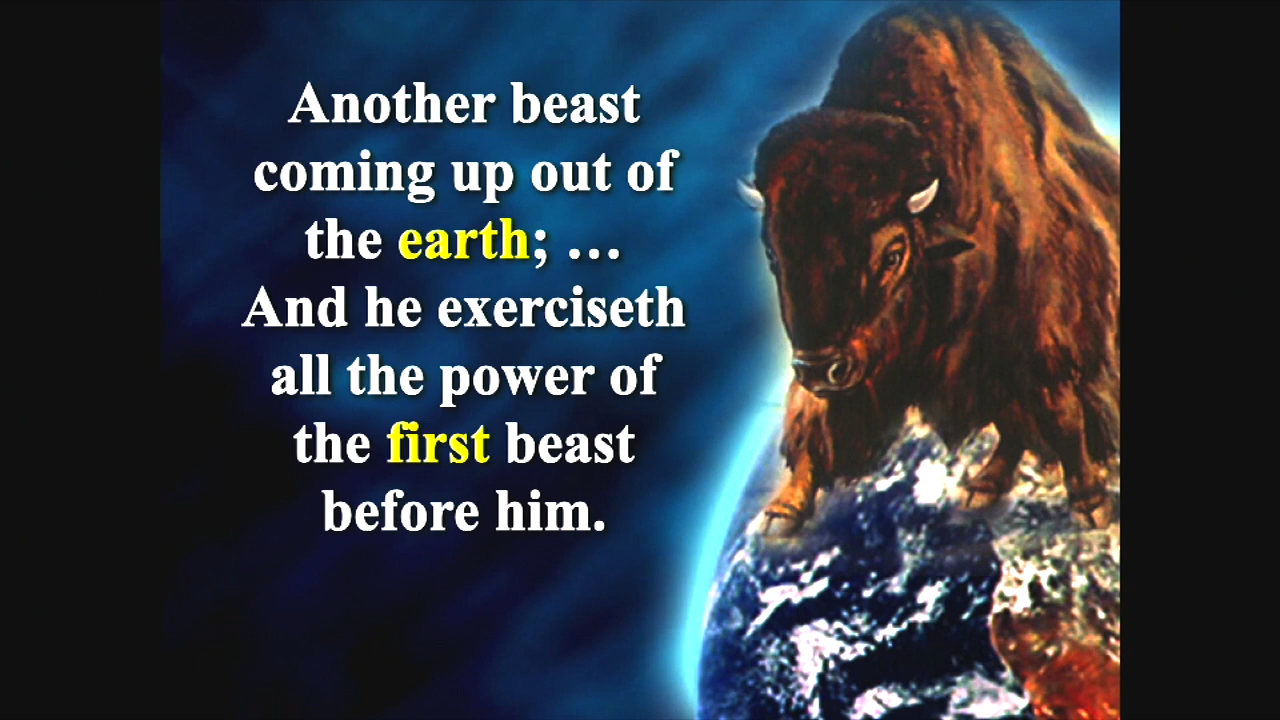 Another beast
coming up out of
the earth; …
And he exerciseth
all the power of
the first beast
before him.